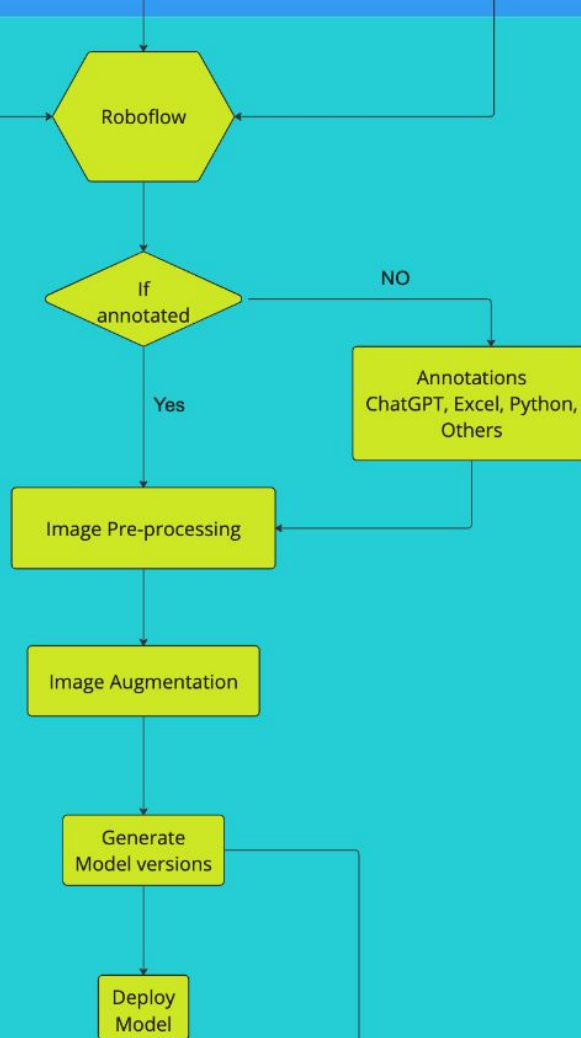 Roboflow
If
annotated
NO
Annotations
ChatGPT, Excel, Python,
Others
Yes
Image Pre-processing
Image Augmentation
Generate
Model versions
Deploy
Model